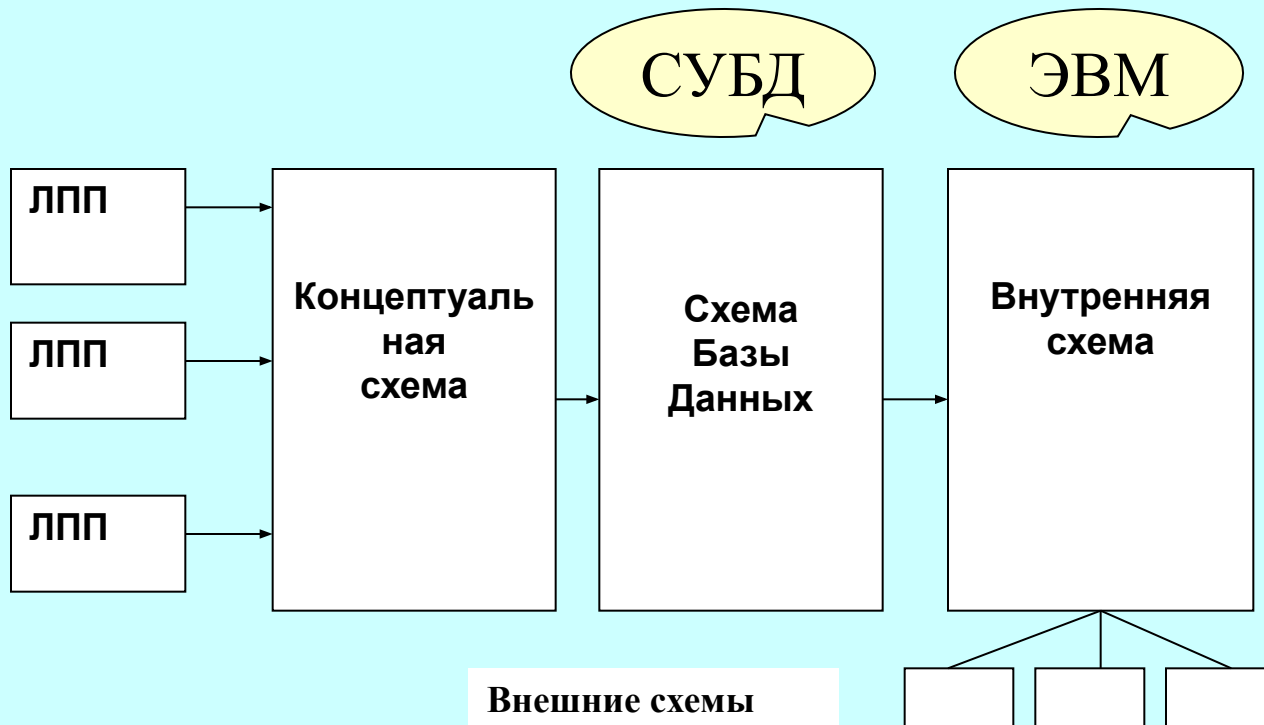 СУБД
ЭВМ
ЛПП
ЛПП
ЛПП
Концептуаль
ная
схема
Схема
Базы
Данных
Внутренняя
схема
Внешние схемы